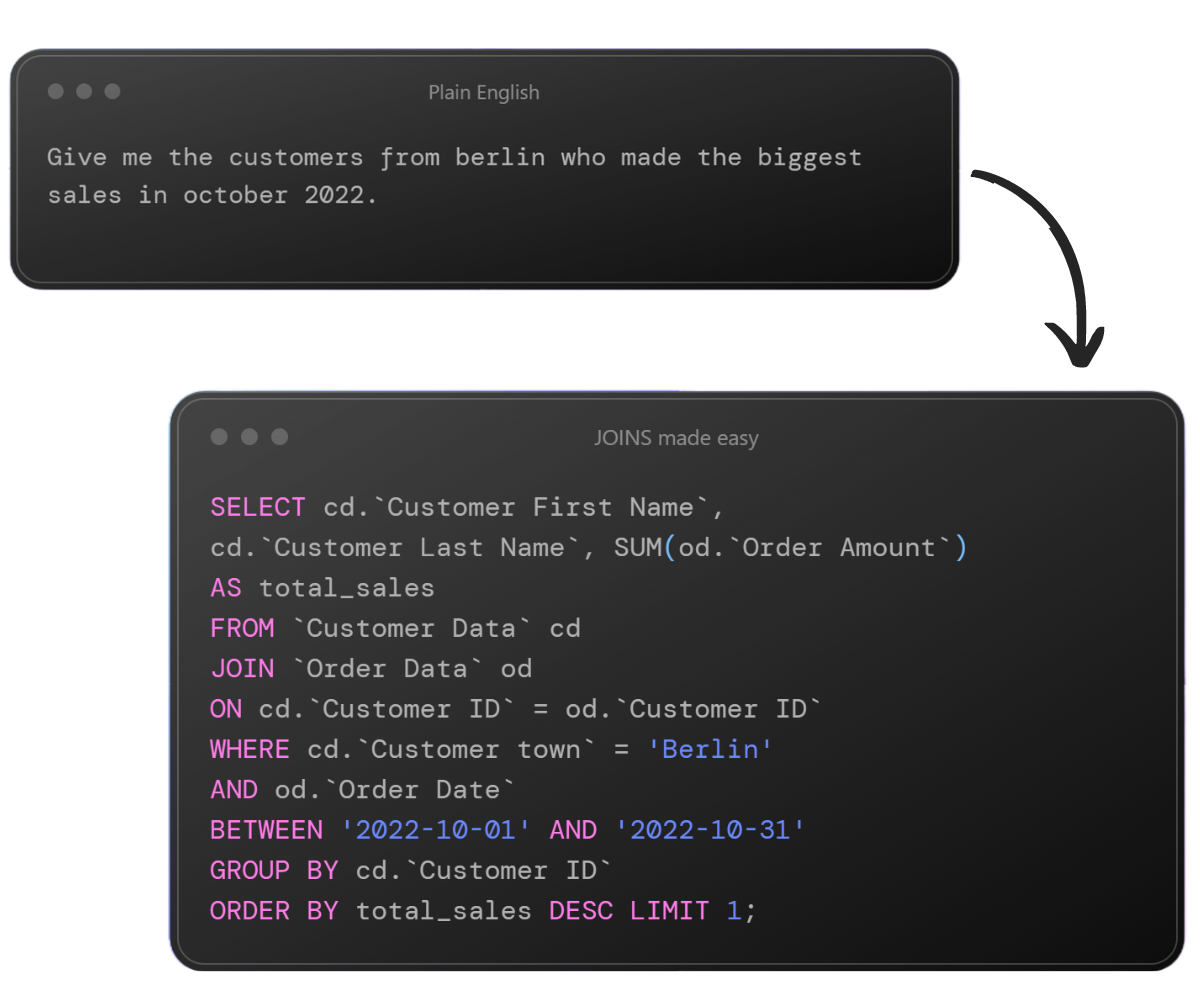 Plain English
Give me the customers from berlin who made the biggest
sales in october 2022.
JOINS made easy
SELECT cd.`Customer First Name`,
cd.`Customer Last Name`, SUM(od.`Order Amount`)
AS total_sales
FROM `Customer Data` cd
JOIN `Order Data` od
ON cd.`Customer ID` = od.`Customer ID`
WHERE cd.`Customer town` = 'Berlin'
AND od.`Order Date`
BETWEEN '2022-10-01' AND '2022-10-31'
GROUP BY cd.`Customer ID`
ORDER BY total_sales DESC LIMIT 1;